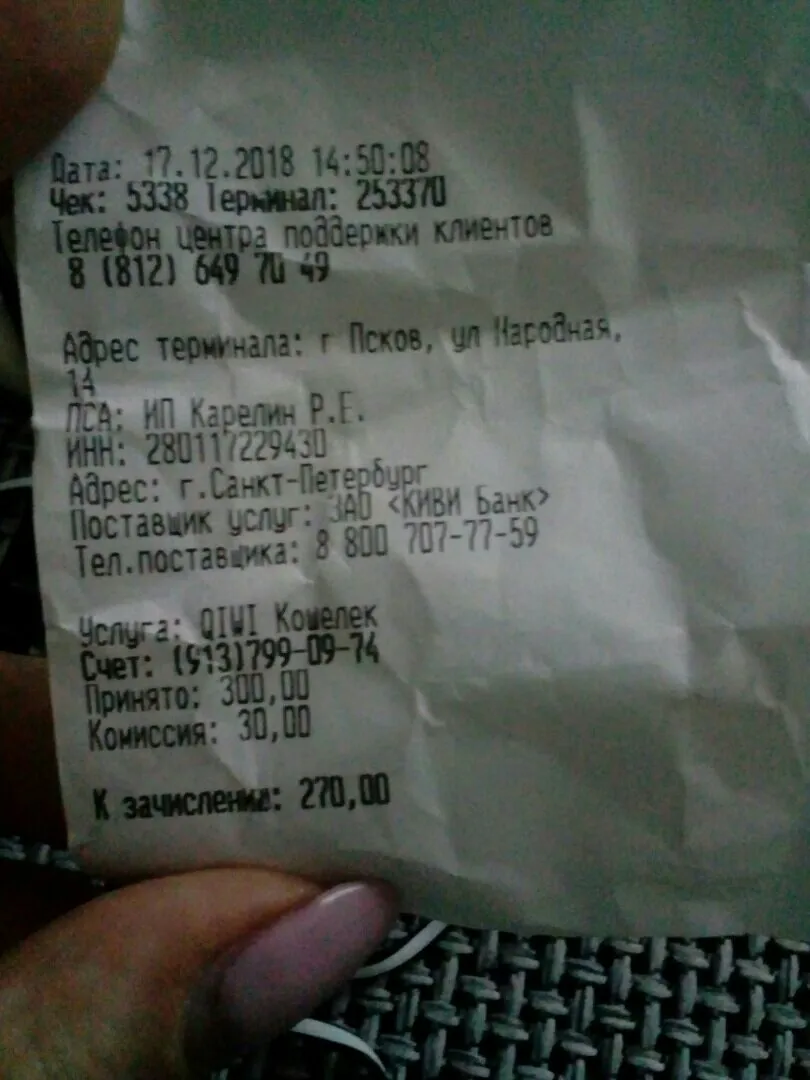 Дата: 17.12.2018 14:50:08
Чек: 5338 Терминал: 253370
Телефон центра поддержки клиентов
8 (812) 649 70 49
Адрес терминала: г Псков, ул Народная,
14
ПСА: ИП Карелин Р.Е.
ИНН: 280117229430
Адрес: г.Санкт-Петербург
Поставщик услуг: ЗАО <КИВИ Банк>
Тел.поставщика: 8 800 707-77-59
Услуга: QIWI Кошелек
Счет: (913)799-09-74
Принято: 300,00
Комиссия: 30,00
К зачислению: 270,00